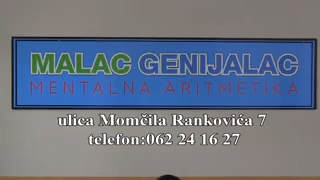 MALAC GENIJALAC
MENTALNA ARITMETIKA
ulica Momčila Rankovića 7
telefon:062 24 16 27